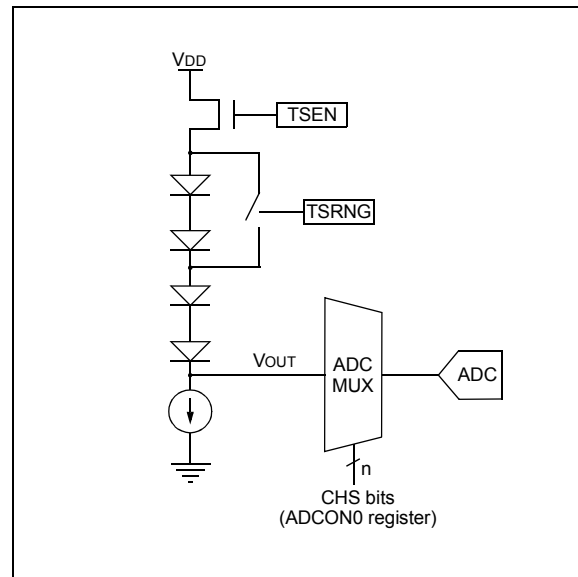 VDD
TSEN
TSRNG
VOUT
ADC
MUX
ADC
n
CHS bits
(ADCON0 register)